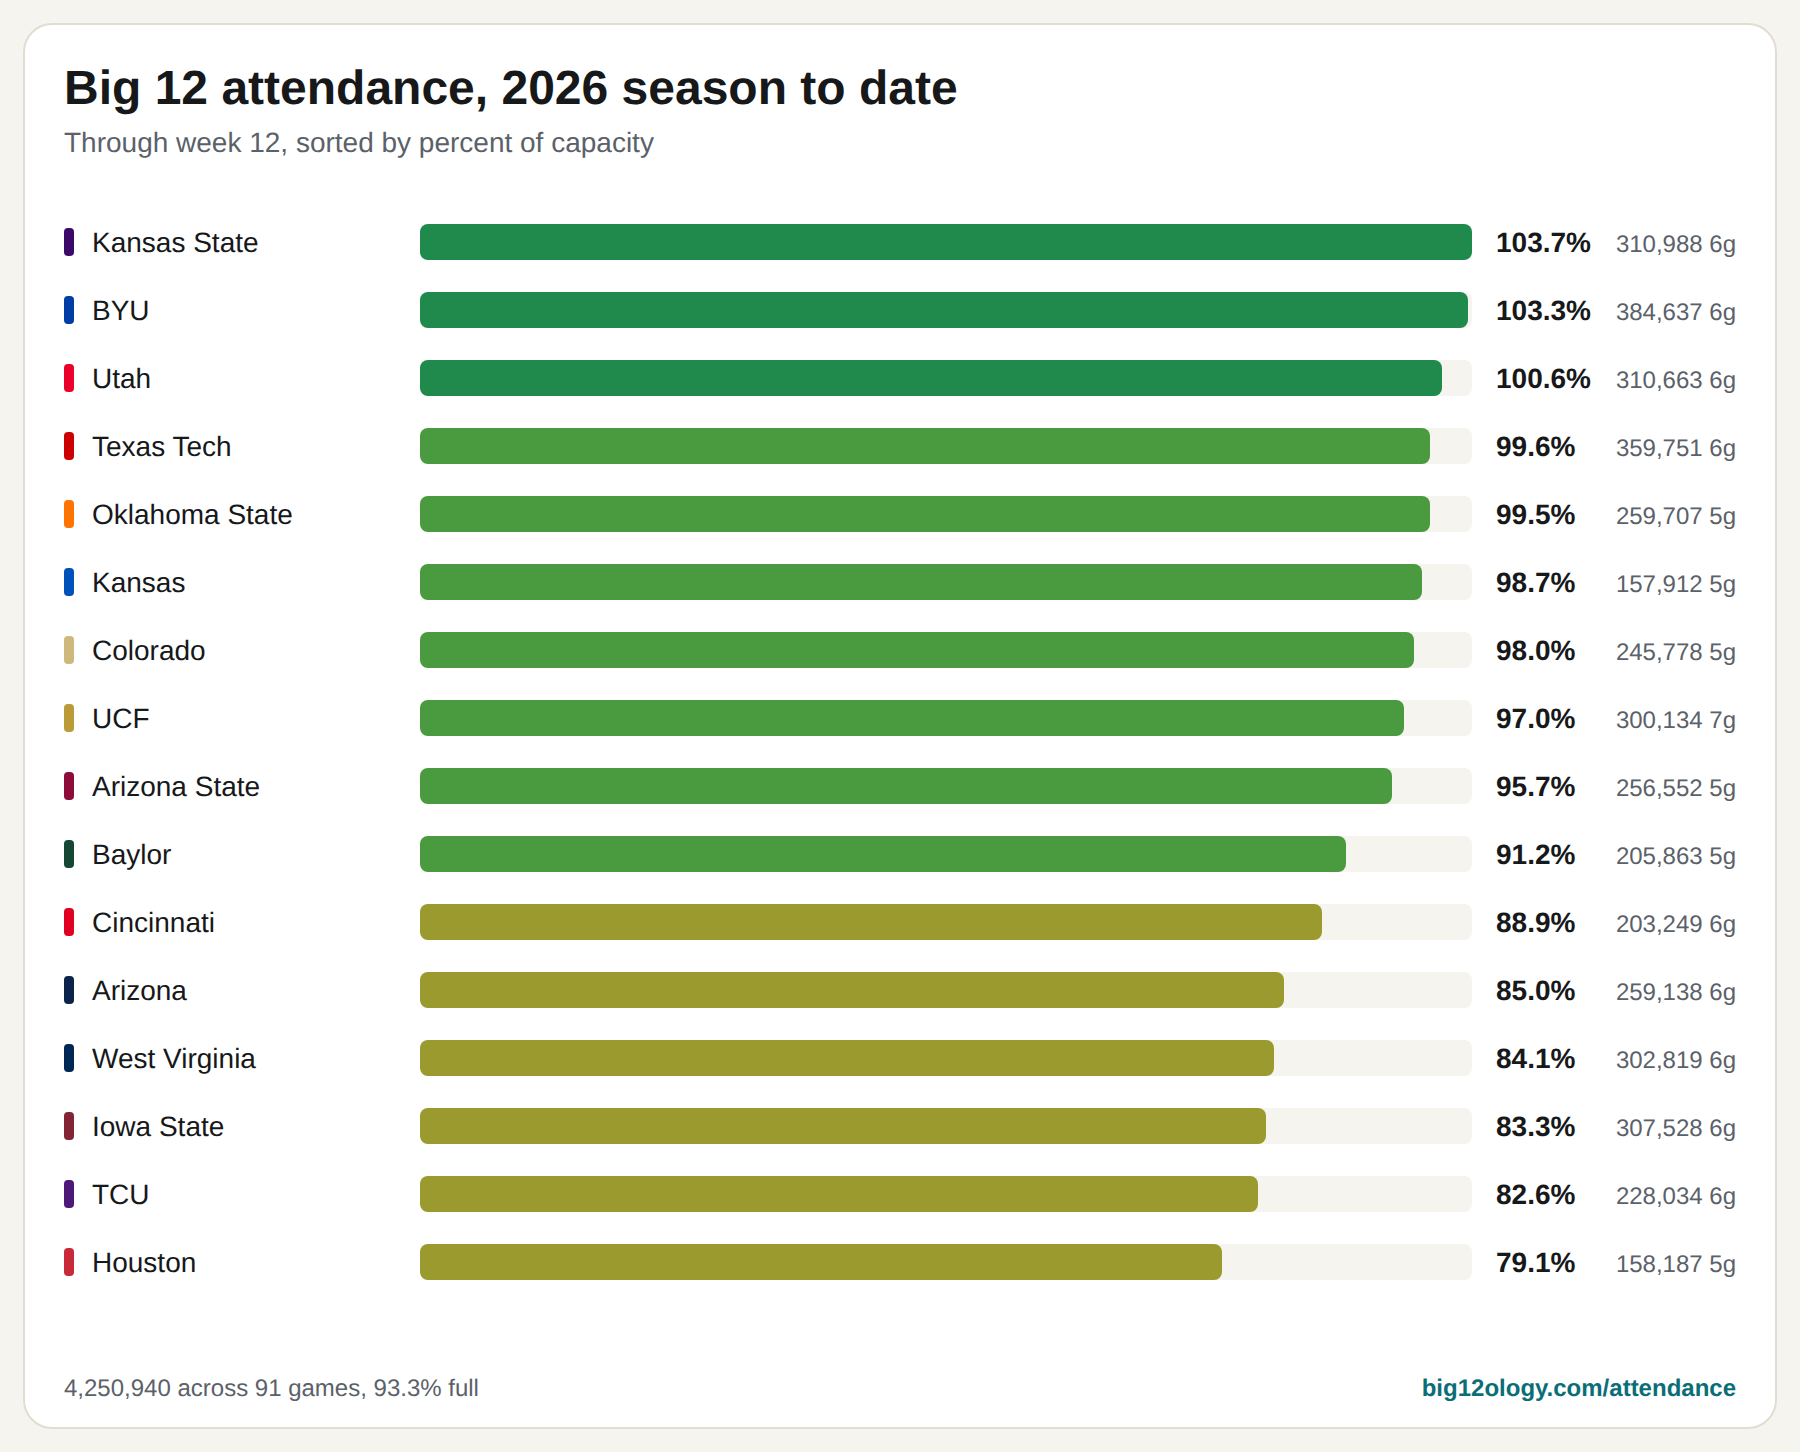 Big 12 attendance, 2026 season to date
Through week 12, sorted by percent of capacity
Kansas State 103.7% 310,988 6g
BYU 103.3% 384,637 6g
Utah 100.6% 310,663 6g
Texas Tech 99.6% 359,751 6g
Oklahoma State 99.5% 259,707 5g
Kansas 98.7% 157,912 5g
Colorado 98.0% 245,778 5g
UCF 97.0% 300,134 7g
Arizona State 95.7% 256,552 5g
Baylor 91.2% 205,863 5g
Cincinnati 88.9% 203,249 6g
Arizona 85.0% 259,138 6g
West Virginia 84.1% 302,819 6g
Iowa State 83.3% 307,528 6g
TCU 82.6% 228,034 6g
Houston 79.1% 158,187 5g
4,250,940 across 91 games, 93.3% full
big12ology.com/attendance